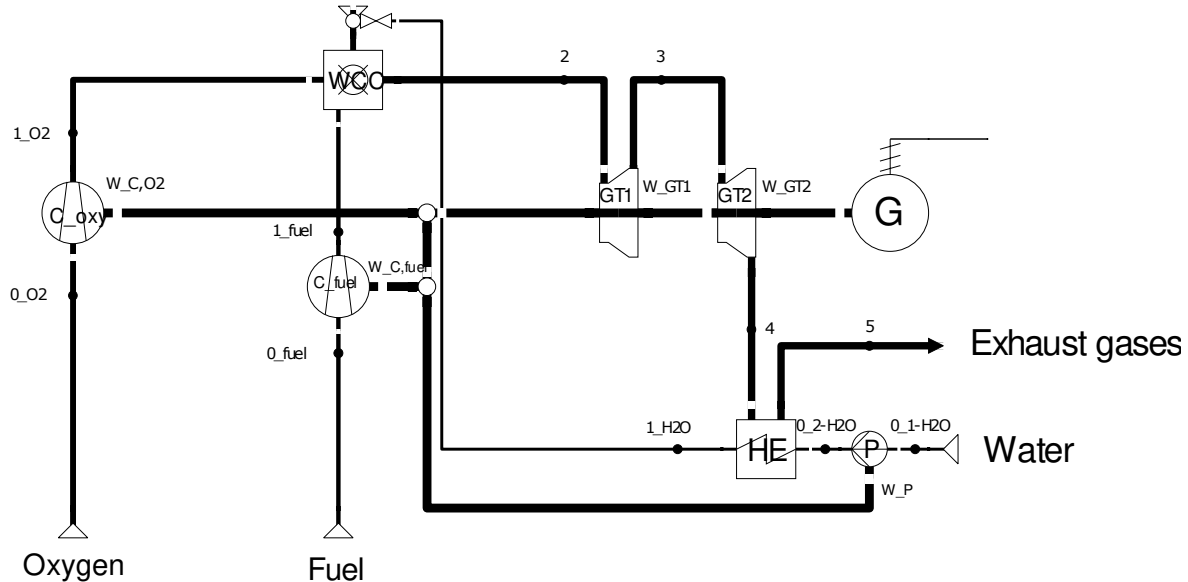 WCC
2
3
1_O2
W_C,O2
C_oxy
GT1
W_GT1
GT2
W_GT2
G
1_fuel
W_C,fuel
C_fuel
0_O2
0_fuel
4
5
Exhaust gases
1_H2O
HE
0_2-H2O
P
0_1-H2O
Water
W_P
Oxygen
Fuel